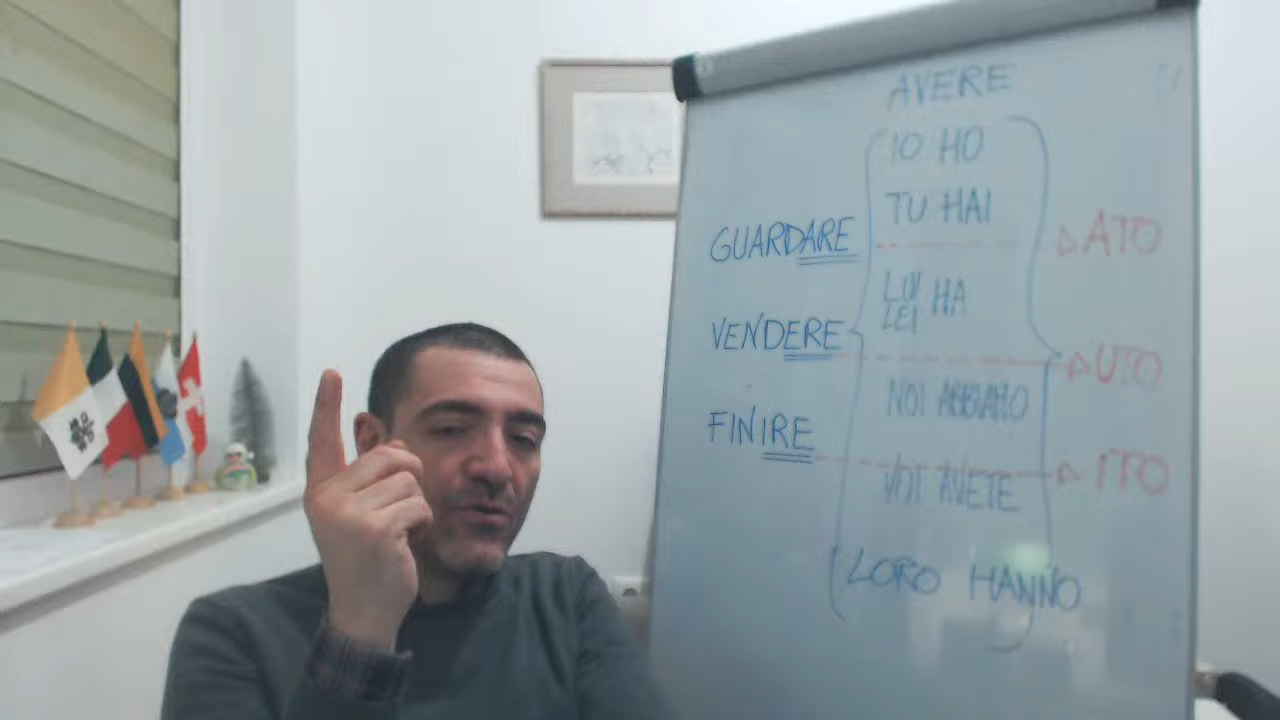 AVERE
IO HO
TU HAI
GUARDARE ATO
LUI
LEI HA
VENDERE UTO
NOI ABBIAMO
FINIRE ITO
VOI AVETE
LORO HANNO